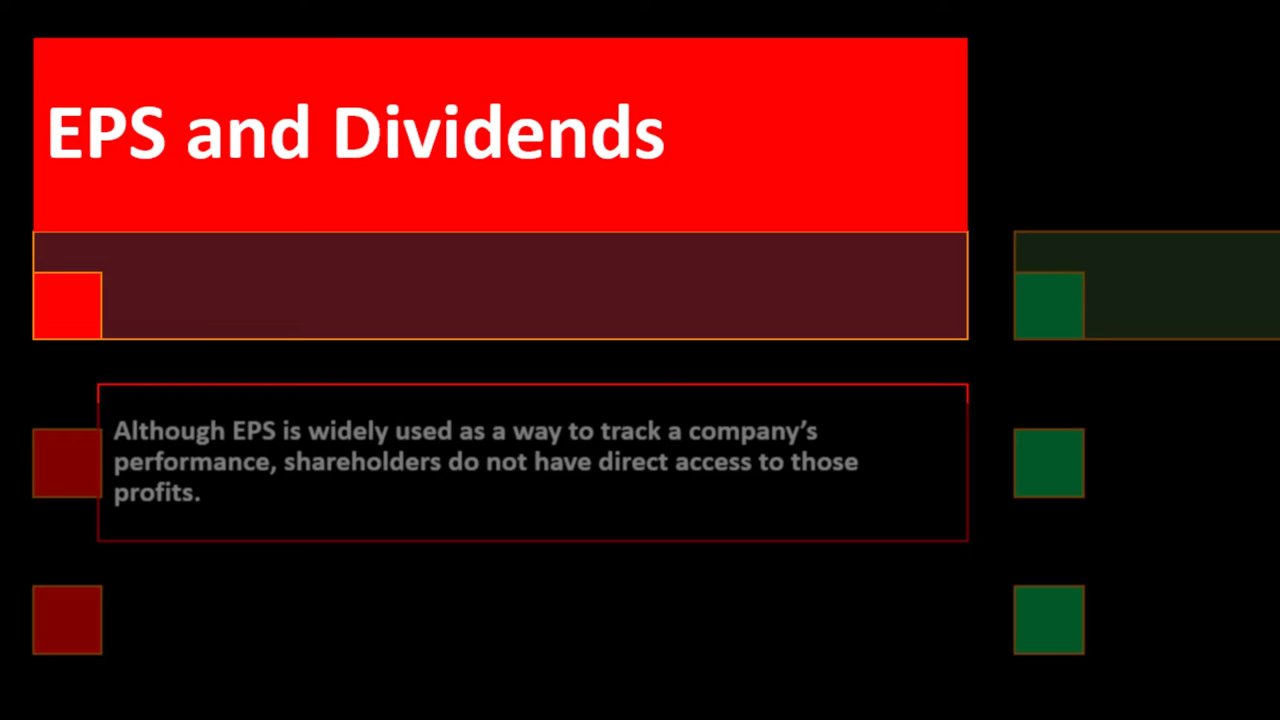 EPS and Dividends
Although EPS is widely used as a way to track a company’s
performance, shareholders do not have direct access to those
profits.